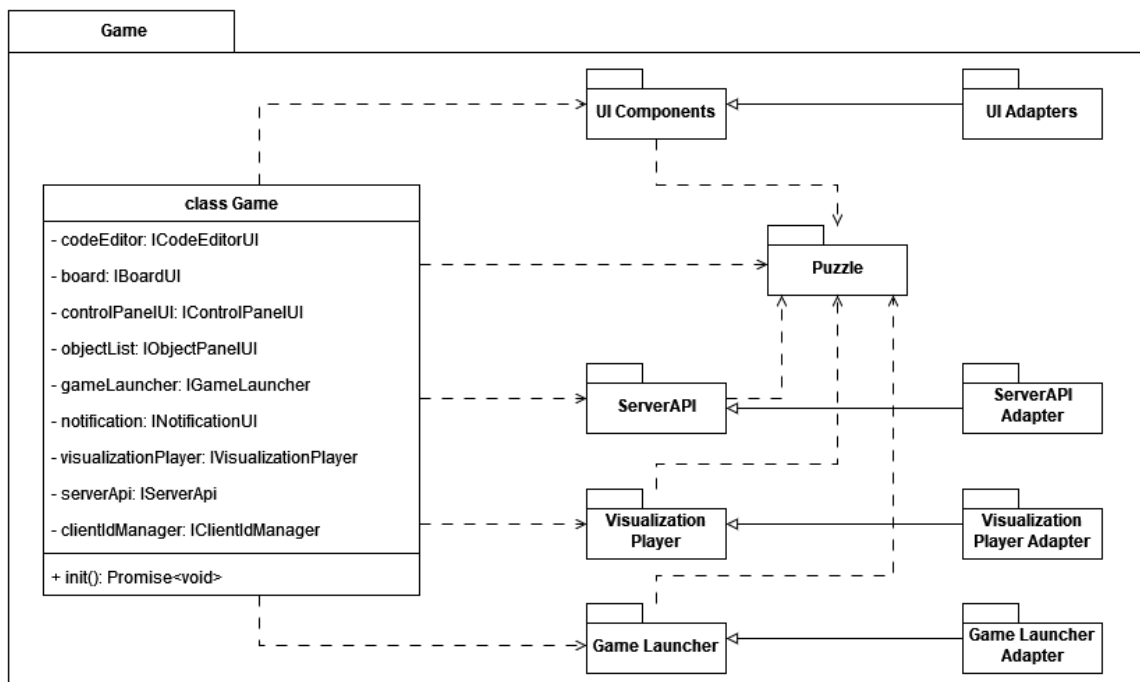 Game
UI Components
UI Adapters
class Game
- codeEditor: ICodeEditorUI
- board: IBoardUI
- controlPanelUI: IControlPanelUI
- objectList: IObjectPanelUI
- gameLauncher: IGameLauncher
- notification: INotificationUI
- visualizationPlayer: IVisualizationPlayer
- serverApi: IServerApi
- clientIdManager: IClientIdManager
+ init(): Promise<void>
Puzzle
ServerAPI
ServerAPI
Adapter
Visualization
Player
Visualization
Player Adapter
Game Launcher
Game Launcher
Adapter